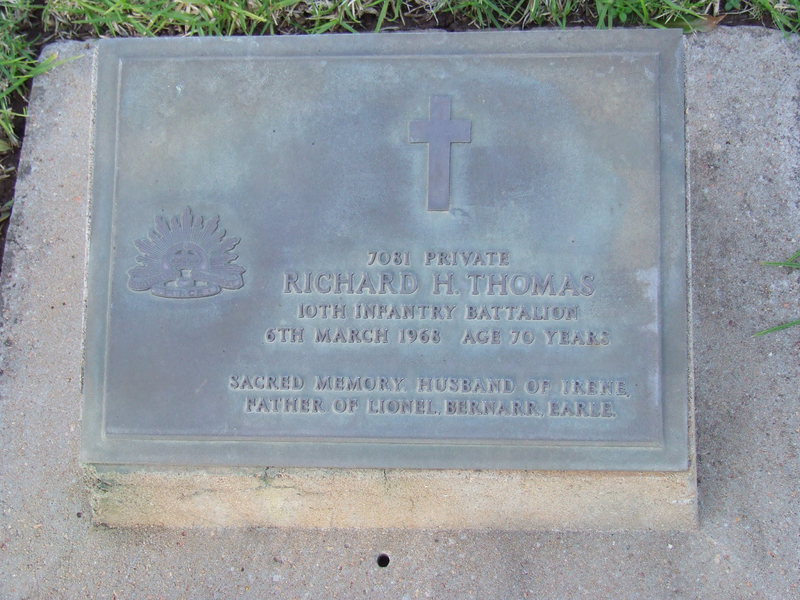 7081 PRIVATE
RICHARD H. THOMAS
10TH INFANTRY BATTALION
6TH MARCH 1968 AGE 70 YEARS
SACRED MEMORY. HUSBAND OF IRENE,
FATHER OF LIONEL, BERNARR, EARLE.